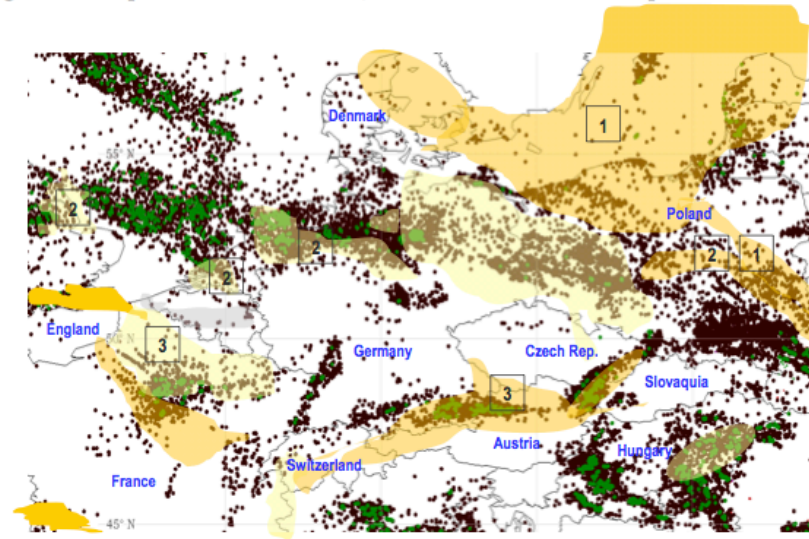 Denmark
1
55° N
2
Poland
2
2
1
2
England
50° N
3
Germany
Czech Rep.
Slovaquia
3
Austria
Hungary
Switzerland
France
45° N